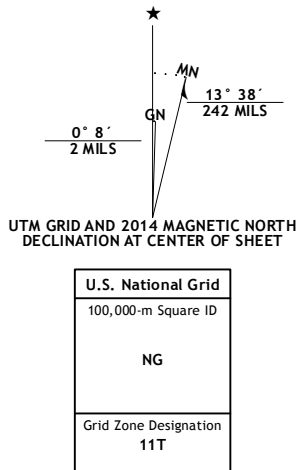 MN
GN
13° 38´
242 MILS
0° 8´
2 MILS
UTM GRID AND 2014 MAGNETIC NORTH
DECLINATION AT CENTER OF SHEET
U.S. National Grid
100,000-m Square ID
NG
Grid Zone Designation
11T